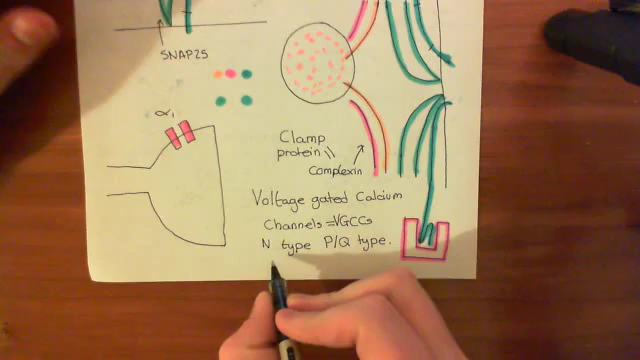 SNAP25
α1
Clamp
protein
Complexin
Voltage gated Calcium
Channels = VGCCs
N type P/Q type.